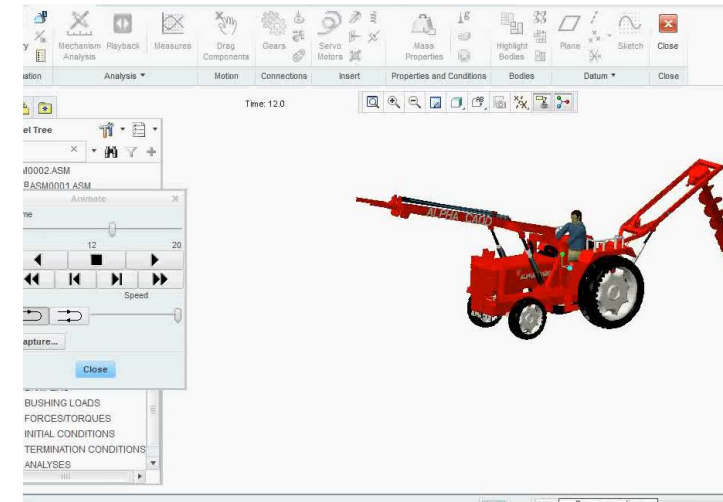 Mechanism Analysis
Playback
Measures
Drag Components
Gears
Servo Motors
Mass Properties
Highlight Bodies
Plane
Sketch
Close
Analysis
Motion
Connections
Insert
Properties and Conditions
Bodies
Datum
Close
Time: 12.0
el Tree
0002.ASM
ASM0001.ASM
Animate
12
20
Speed
apture...
Close
BUSHING LOADS
FORCES/TORQUES
INITIAL CONDITIONS
TERMINATION CONDITIONS
ANALYSES
ALPHA CADD